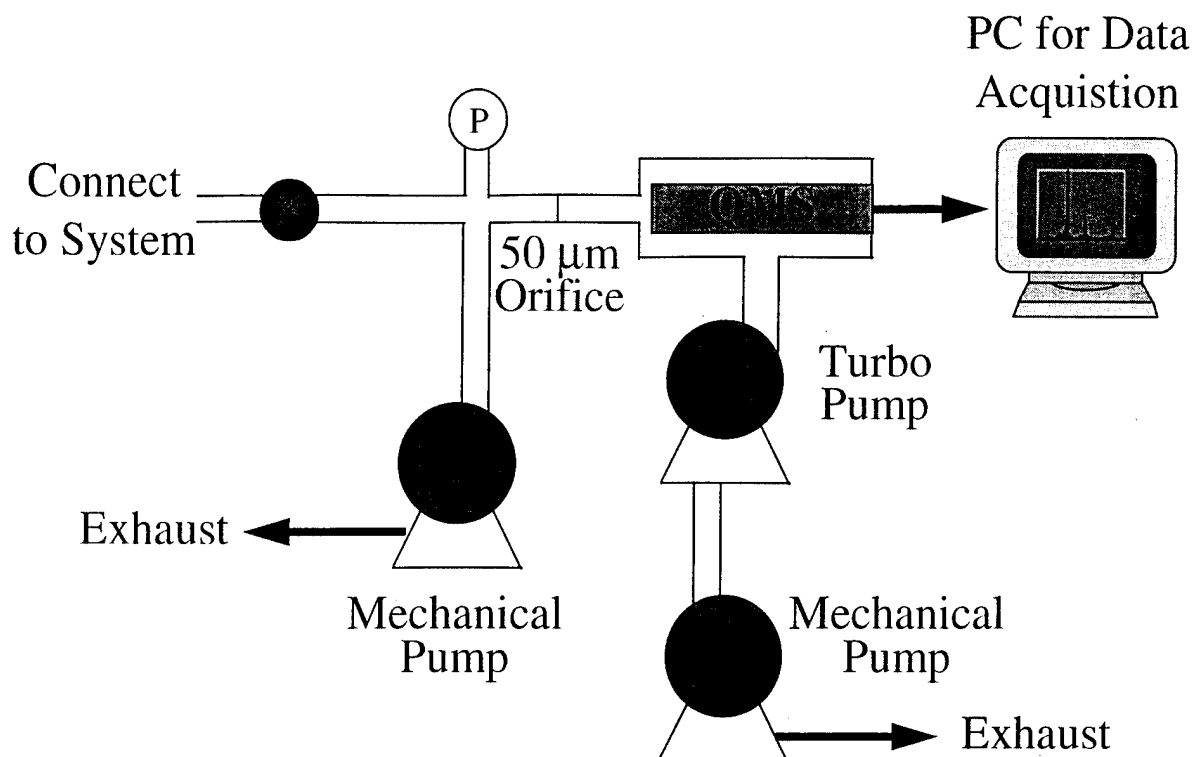 PC for Data
Acquistion
P
Connect
to System
QMS
50 μm
Orifice
Turbo
Pump
Exhaust
Mechanical
Pump
Mechanical
Pump
Exhaust